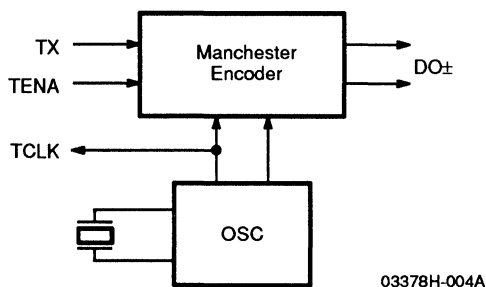 TX
TENA
TCLK
Manchester
Encoder
DO±
OSC
03378H-004A